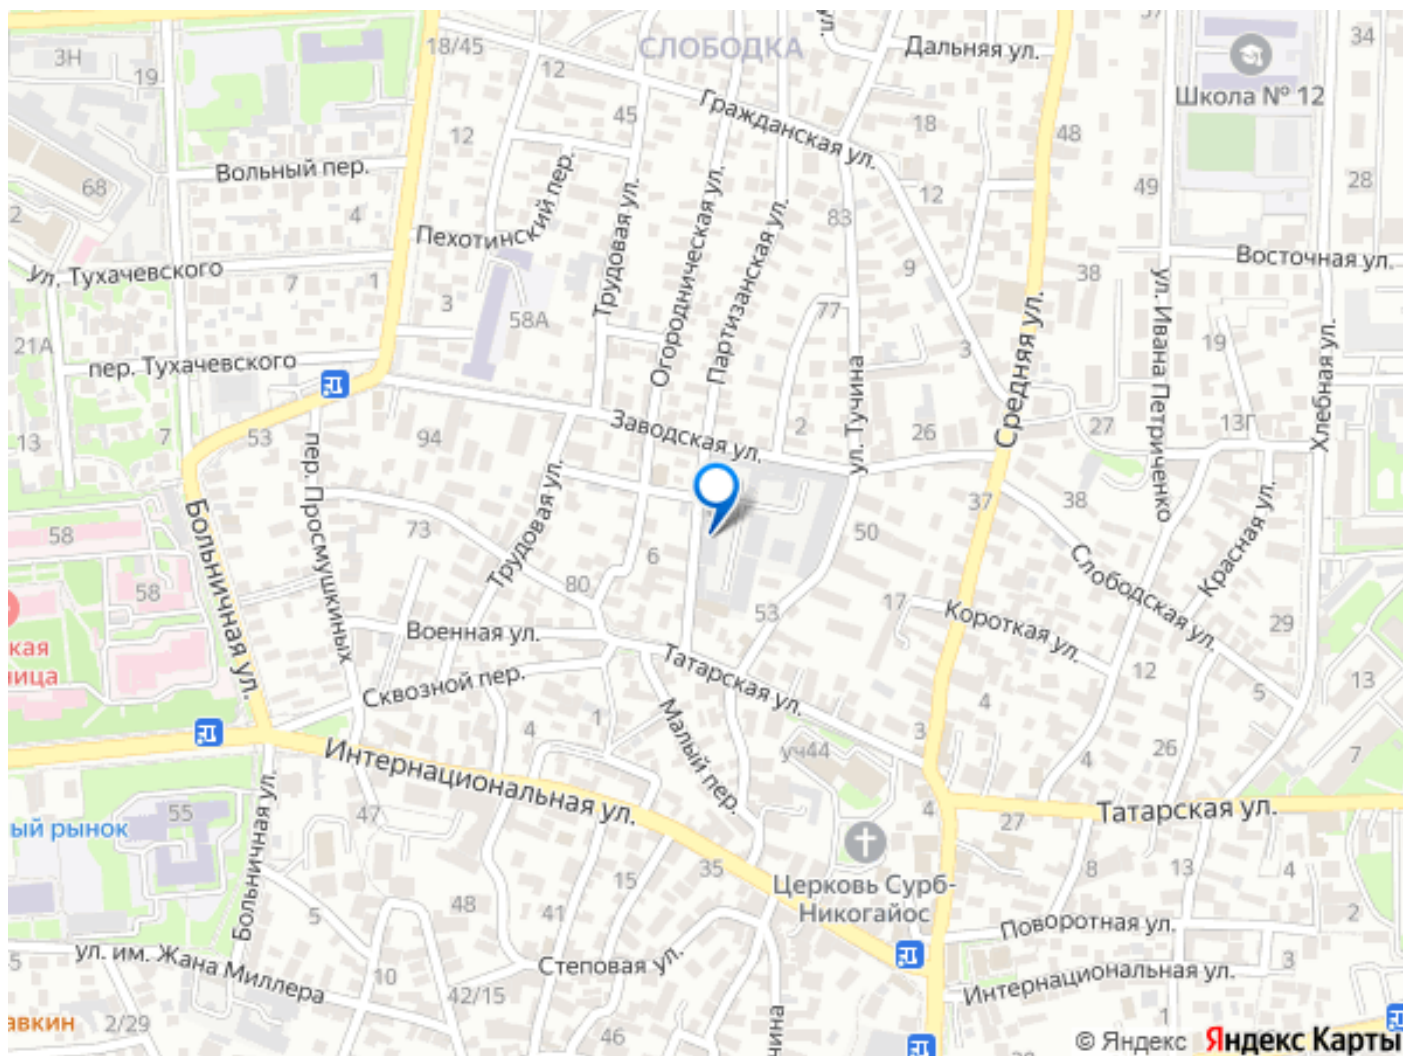 СЛОБОДКА
ул.
Дальняя ул.
37
34
18/45
3Н
19
12
Школа № 12
Гражданская ул.
45
18
12
48
Вольный пер.
68
4
49
28
Пехотинский пер.
Трудовая ул.
Огородническая ул.
Партизанская ул.
83
12
2
ул. Тухачевского
7
1
3
58А
9
38
Восточная ул.
ул. Ивана Петриченко
Средняя ул.
77
21А
пер. Тухачевского
3
19
Хлебная ул.
ул. Тучина
13
7
53
94
Заводская ул.
2
26
27
13Г
пер. Просмушкиных
Трудовая ул.
37
38
Красная ул.
Больничная ул.
58
73
50
6
80
Слободская ул.
58
53
17
Короткая ул.
29
Военная ул.
кая
ница
Татарская ул.
12
Сквозной пер.
5
13
4
1
Малый пер.
4
3
уч44
4
26
7
Интернациональная ул.
4
Татарская ул.
27
ый рынок
55
47
Больничная ул.
35
8
13
4
Церковь Сурб-
Никогайос
15
48
41
5
Поворотная ул.
2
ул. им. Жана Миллера
Степовая ул.
Интернациональная ул.
3
10
42/15
1
авкин
2/29
46
нина
© Яндекс Яндекс Карты